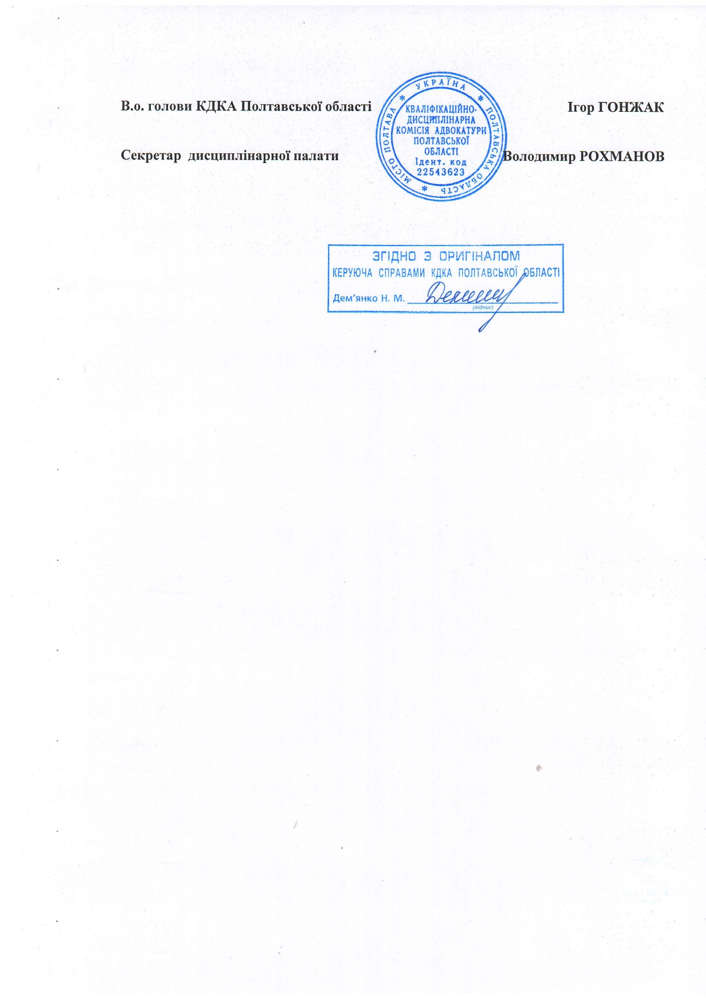 В.о. голови КДКА Полтавської області Ігор ГОНЖАК
Секретар дисциплінарної палати Володимир РОХМАНОВ
* УКРАЇНА * ПОЛТАВСЬКА ОБЛАСТЬ * МІСТО ПОЛТАВА
КВАЛІФІКАЦІЙНО-
ДИСЦИПЛІНАРНА
КОМІСІЯ АДВОКАТУРИ
ПОЛТАВСЬКОЇ
ОБЛАСТІ
Ідент. код
22543623
ЗГІДНО З ОРИГІНАЛОМ
КЕРУЮЧА СПРАВАМИ КДКА ПОЛТАВСЬКОЇ ОБЛАСТІ
Дем'янко Н. М.
(підпис)